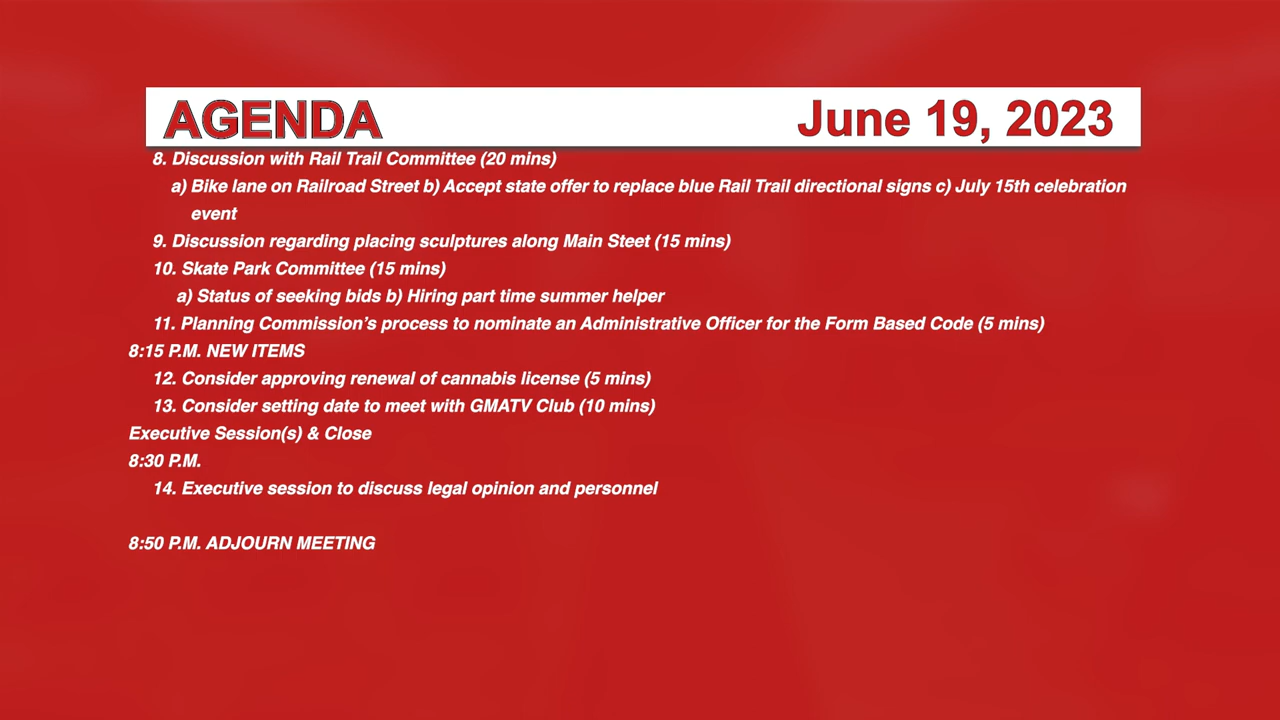 AGENDA June 19, 2023
8. Discussion with Rail Trail Committee (20 mins)
a) Bike lane on Railroad Street b) Accept state offer to replace blue Rail Trail directional signs c) July 15th celebration
event
9. Discussion regarding placing sculptures along Main Steet (15 mins)
10. Skate Park Committee (15 mins)
a) Status of seeking bids b) Hiring part time summer helper
11. Planning Commission’s process to nominate an Administrative Officer for the Form Based Code (5 mins)
8:15 P.M. NEW ITEMS
12. Consider approving renewal of cannabis license (5 mins)
13. Consider setting date to meet with GMATV Club (10 mins)
Executive Session(s) & Close
8:30 P.M.
14. Executive session to discuss legal opinion and personnel
8:50 P.M. ADJOURN MEETING